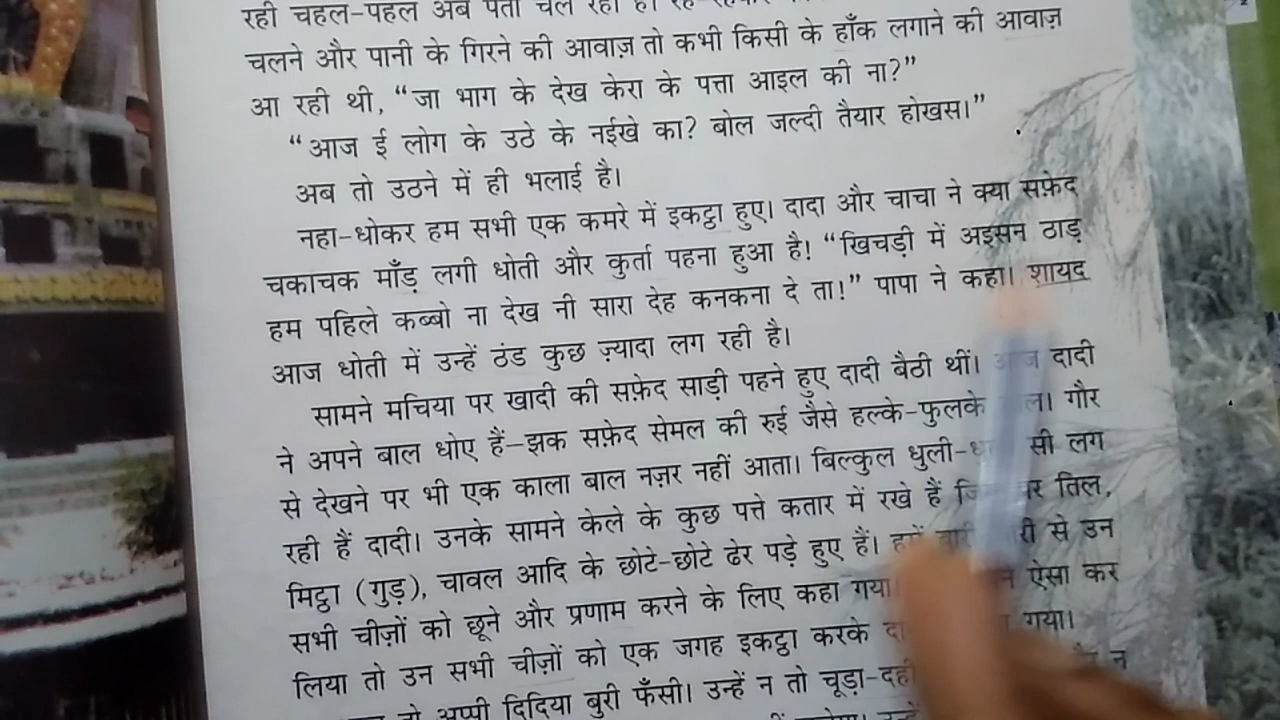 रही चहल-पहल अब पता चल रही
चलने और पानी के गिरने की आवाज़ तो कभी किसी के हाँक लगाने की आवाज़
आ रही थी, “जा भाग के देख केरा के पत्ता आइल की ना?”
“आज ई लोग के उठे के नईखे का? बोल जल्दी तैयार होखस।”
अब तो उठने में ही भलाई है।
नहा-धोकर हम सभी एक कमरे में इकट्ठा हुए। दादा और चाचा ने क्या सफ़ेद
चकाचक माँड़ लगी धोती और कुर्ता पहना हुआ है! “खिचड़ी में अइसन ठाड़
हम पहिले कब्बो ना देख नी सारा देह कनकना दे ता!” पापा ने कहा। शायद
आज धोती में उन्हें ठंड कुछ ज़्यादा लग रही है।
सामने मचिया पर खादी की सफ़ेद साड़ी पहने हुए दादी बैठी थीं। आज दादी
ने अपने बाल धोए हैं–झक सफ़ेद सेमल की रुई जैसे हल्के-फुलके गौर
से देखने पर भी एक काला बाल नज़र नहीं आता। बिल्कुल सी लग
रही हैं दादी। उनके सामने केले के कुछ पत्ते कतार में रखे हैं तिल,
मिट्ठा (गुड़), चावल आदि के छोटे-छोटे ढेर पड़े हुए हैं। से उन
सभी चीज़ों को छूने और प्रणाम करने के लिए कहा गया। ऐसा कर
लिया तो उन सभी चीज़ों को एक जगह इकट्ठा करके गया।
अप्पी दिदिया बुरी फँसी। उन्हें न तो चूड़ा-दही न